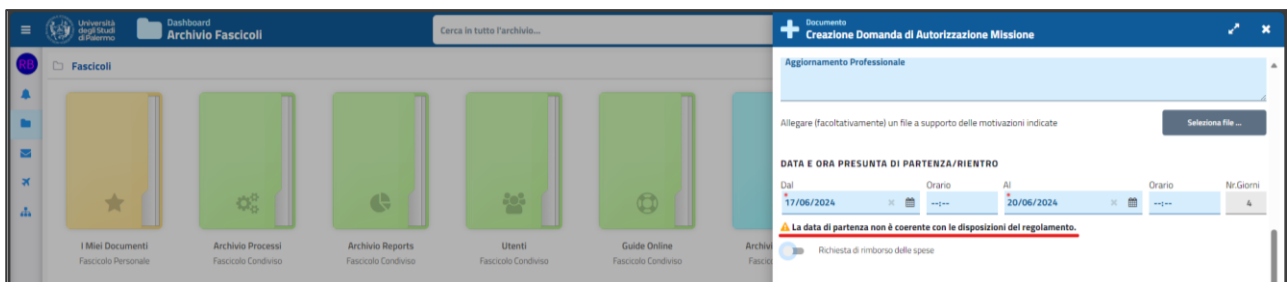 Università
degli Studi
di Palermo
Dashboard
Archivio Fascicoli
Cerca in tutto l'archivio...
Documento
Creazione Domanda di Autorizzazione Missione
RB
Fascicoli
I Miei Documenti
Fascicolo Personale
Archivio Processi
Fascicolo Condiviso
Archivio Reports
Fascicolo Condiviso
Utenti
Fascicolo Condiviso
Guide Online
Fascicolo Condiviso
Archivi
Fascico
Aggiornamento Professionale
Allegare (facoltativamente) un file a supporto delle motivazioni indicate
Seleziona file ...
DATA E ORA PRESUNTA DI PARTENZA/RIENTRO
Dal Orario Al Orario Nr.Giorni
*17/06/2024 --:-- *20/06/2024 --:-- 4
La data di partenza non è coerente con le disposizioni del regolamento.
Richiesta di rimborso delle spese